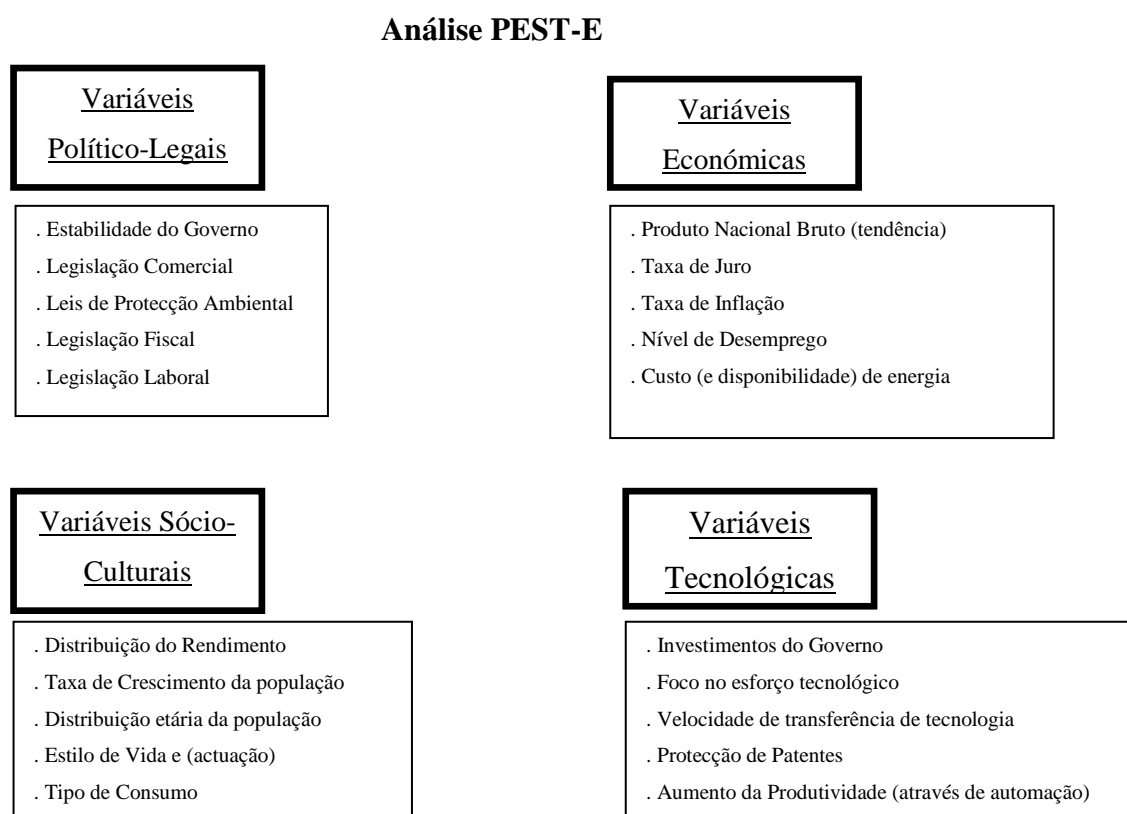 Análise PEST-E
Variáveis
Político-Legais
. Estabilidade do Governo
. Legislação Comercial
. Leis de Protecção Ambiental
. Legislação Fiscal
. Legislação Laboral
Variáveis
Económicas
. Produto Nacional Bruto (tendência)
. Taxa de Juro
. Taxa de Inflação
. Nível de Desemprego
. Custo (e disponibilidade) de energia
Variáveis Sócio-
Culturais
. Distribuição do Rendimento
. Taxa de Crescimento da população
. Distribuição etária da população
. Estilo de Vida e (actuação)
. Tipo de Consumo
Variáveis
Tecnológicas
. Investimentos do Governo
. Foco no esforço tecnológico
. Velocidade de transferência de tecnologia
. Protecção de Patentes
. Aumento da Produtividade (através de automação)